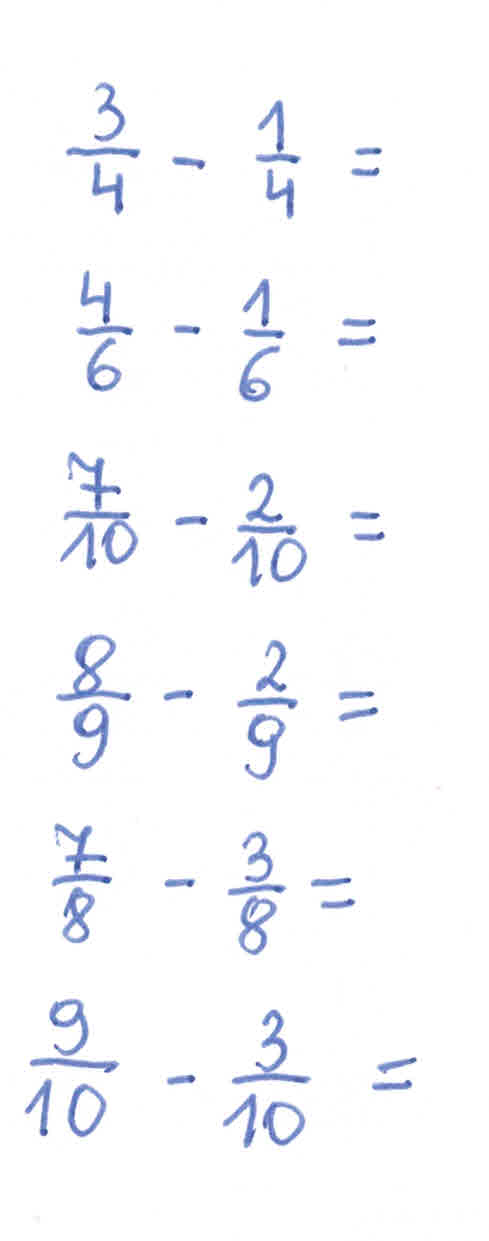 3/4 - 1/4 =
4/6 - 1/6 =
7/10 - 2/10 =
8/9 - 2/9 =
7/8 - 3/8 =
9/10 - 3/10 =